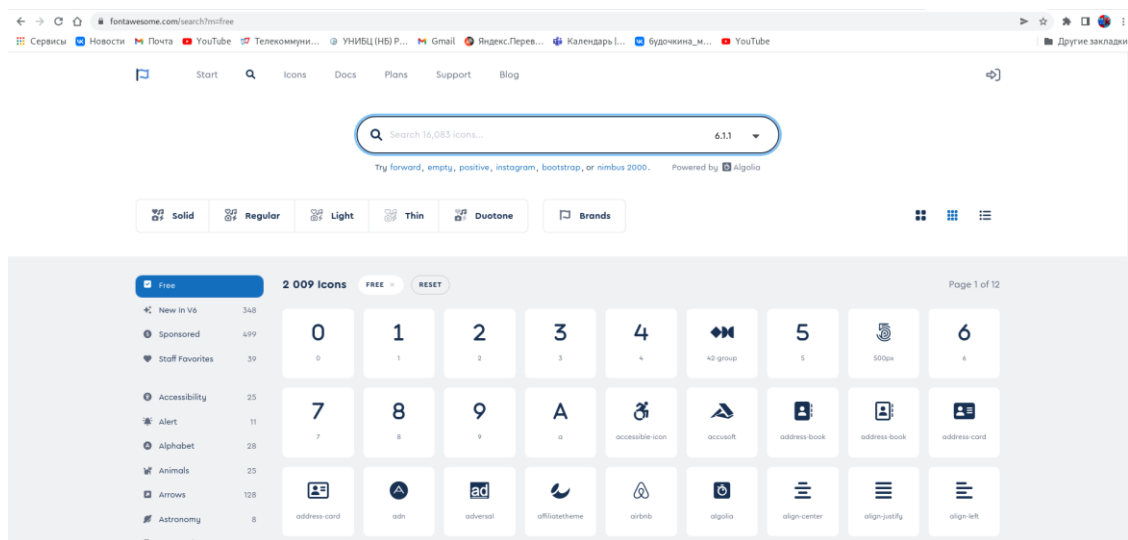 fontawesome.com/search?m=free
Сервисы Новости Почта YouTube Телекоммуни... УНИБЦ (НБ) Р... Gmail Яндекс.Перев... Календарь |... будочкина_м... YouTube Другие закладки
Start Icons Docs Plans Support Blog
Search 16,083 icons... 6.1.1
Try forward, empty, positive, instagram, bootstrap, or nimbus 2000. Powered by Algolia
Solid Regular Light Thin Duotone Brands
Free 2 009 Icons FREE × RESET Page 1 of 12
New In V6 348
Sponsored 499
Staff Favorites 39
Accessibility 25
Alert 11
Alphabet 28
Animals 25
Arrows 128
Astronomy 8
0 1 2 3 4 5 6
0 1 2 3 4 42-group 5 500px 6
7 8 9 A
7 8 9 a accessible-icon accusoft address-book address-book address-card
ad
address-card adn adversal affiliatetheme airbnb algolia align-center align-justify align-left